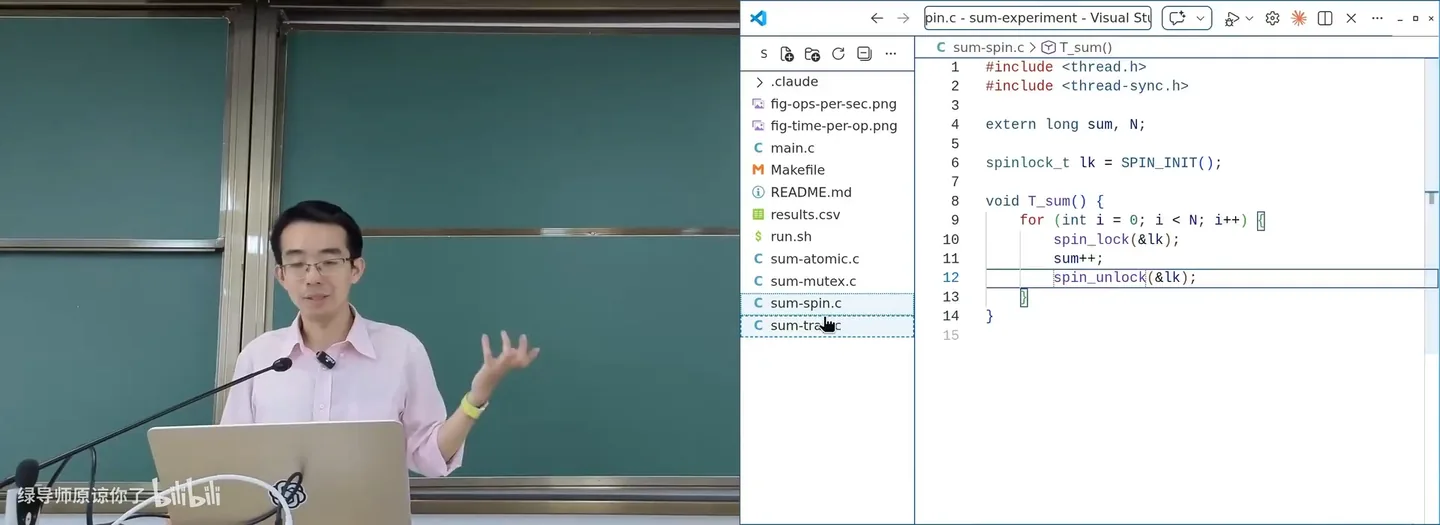 pin.c - sum-experiment - Visual Stu
S
.claude
fig-ops-per-sec.png
fig-time-per-op.png
main.c
Makefile
README.md
results.csv
run.sh
sum-atomic.c
sum-mutex.c
sum-spin.c
sum-tra
sum-spin.c > T_sum()
1 #include <thread.h>
2 #include <thread-sync.h>
3
4 extern long sum, N;
5
6 spinlock_t lk = SPIN_INIT();
7
8 void T_sum() {
9 for (int i = 0; i < N; i++) {
10 spin_lock(&lk);
11 sum++;
12 spin_unlock(&lk);
13 }
14 }
15
绿导师原谅你了 bilibili